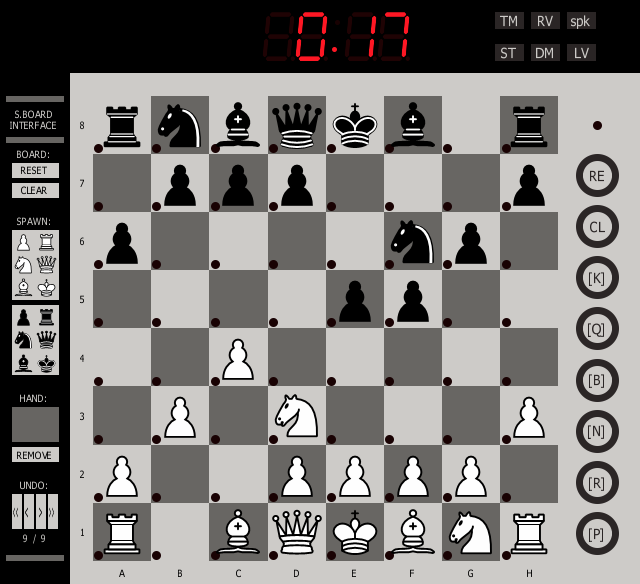 0.17
TM RV spk
ST DM LV
S.BOARD
INTERFACE
BOARD:
RESET
CLEAR
SPAWN:
HAND:
REMOVE
UNDO:
9 / 9
8
7
6
5
4
3
2
1
A B C D E F G H
RE
CL
[K]
[Q]
[B]
[N]
[R]
[P]